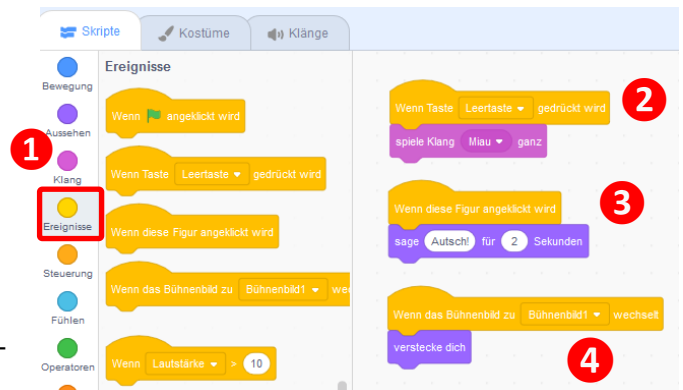 Skripte
Kostüme
Klänge
Bewegung
Aussehen
Klang
Ereignisse
Steuerung
Fühlen
Operatoren
1
Ereignisse
Wenn angeklickt wird
Wenn Taste Leertaste gedrückt wird
Wenn diese Figur angeklickt wird
Wenn das Bühnenbild zu Bühnenbild1
Wenn Lautstärke > 10
Wenn Taste Leertaste gedrückt wird
spiele Klang Miau ganz
2
Wenn diese Figur angeklickt wird
sage Autsch! für 2 Sekunden
3
Wenn das Bühnenbild zu Bühnenbild1 wechselt
verstecke dich
4